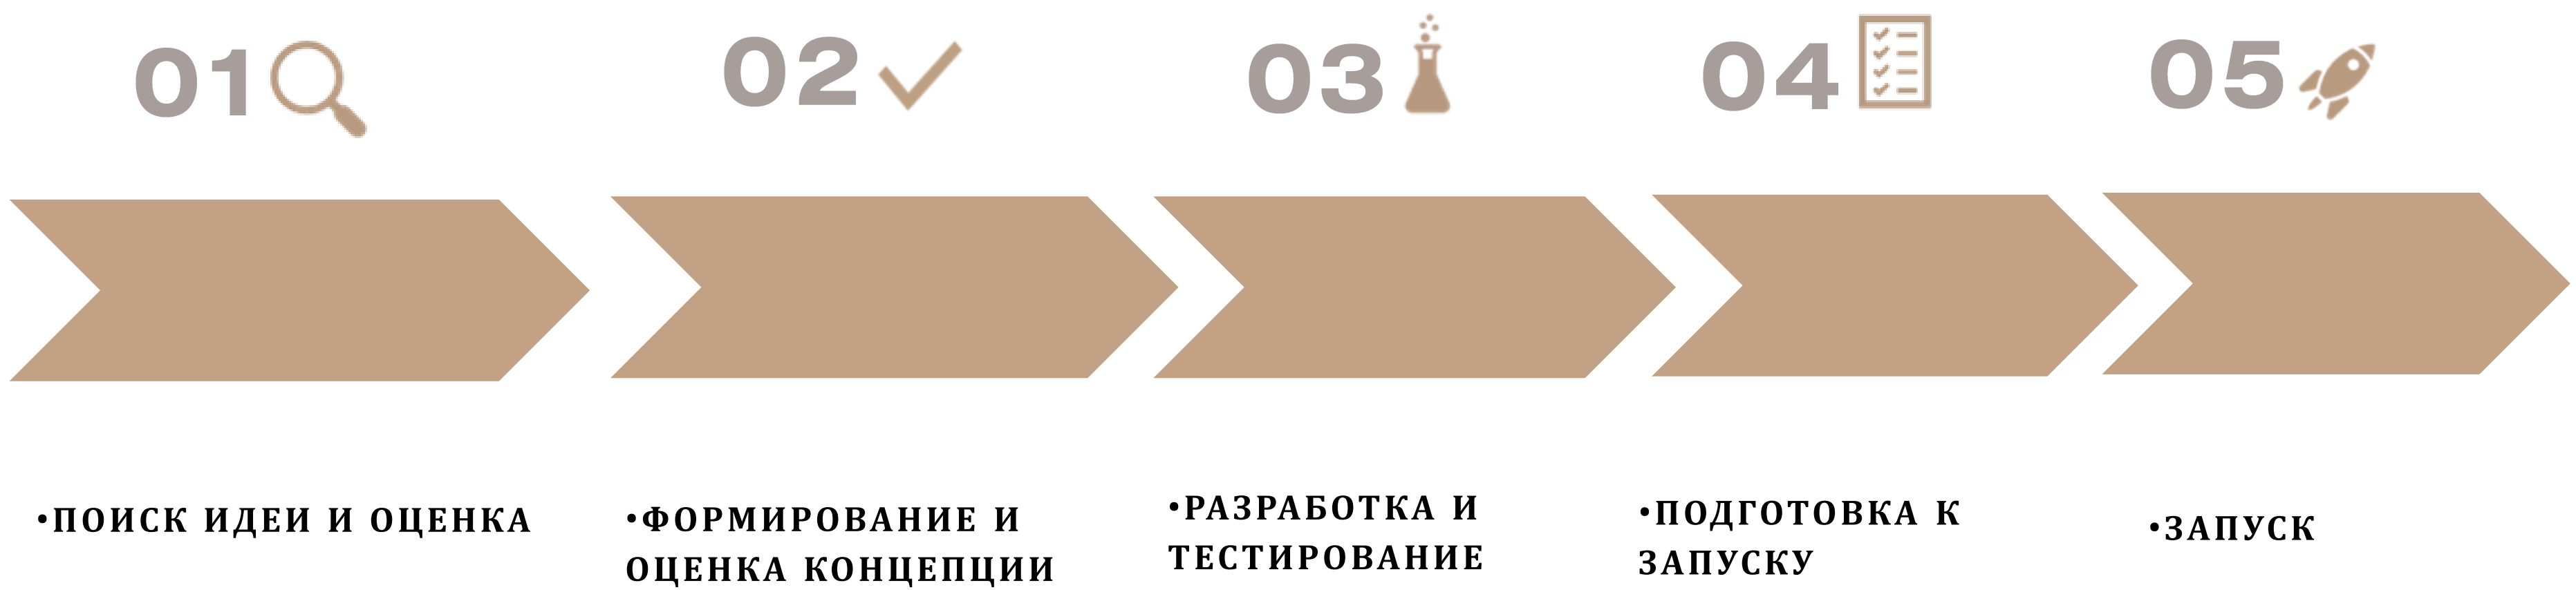 01
02
03
04
05
•ПОИСК ИДЕИ И ОЦЕНКА
•ФОРМИРОВАНИЕ И
ОЦЕНКА КОНЦЕПЦИИ
•РАЗРАБОТКА И
ТЕСТИРОВАНИЕ
•ПОДГОТОВКА К
ЗАПУСКУ
•ЗАПУСК